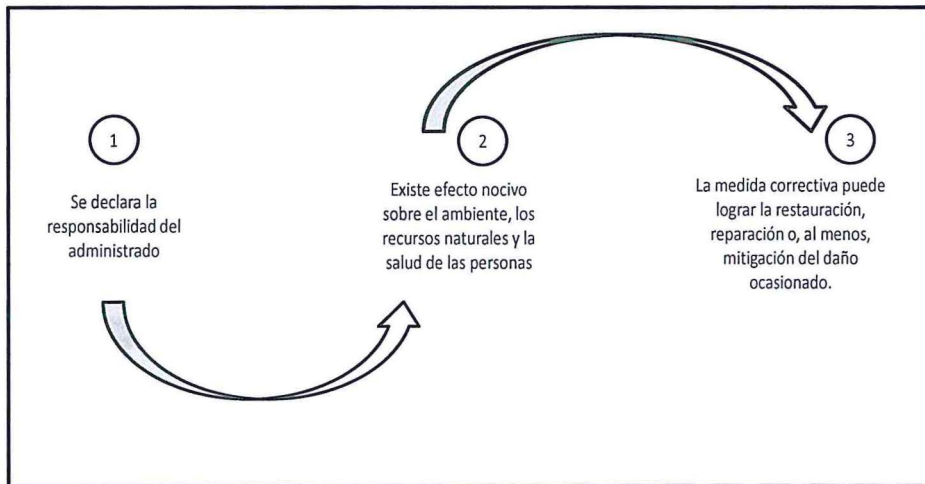 1
Se declara la
responsabilidad del
administrado
2
Existe efecto nocivo
sobre el ambiente, los
recursos naturales y la
salud de las personas
3
La medida correctiva puede
lograr la restauración,
reparación o, al menos,
mitigación del daño
ocasionado.